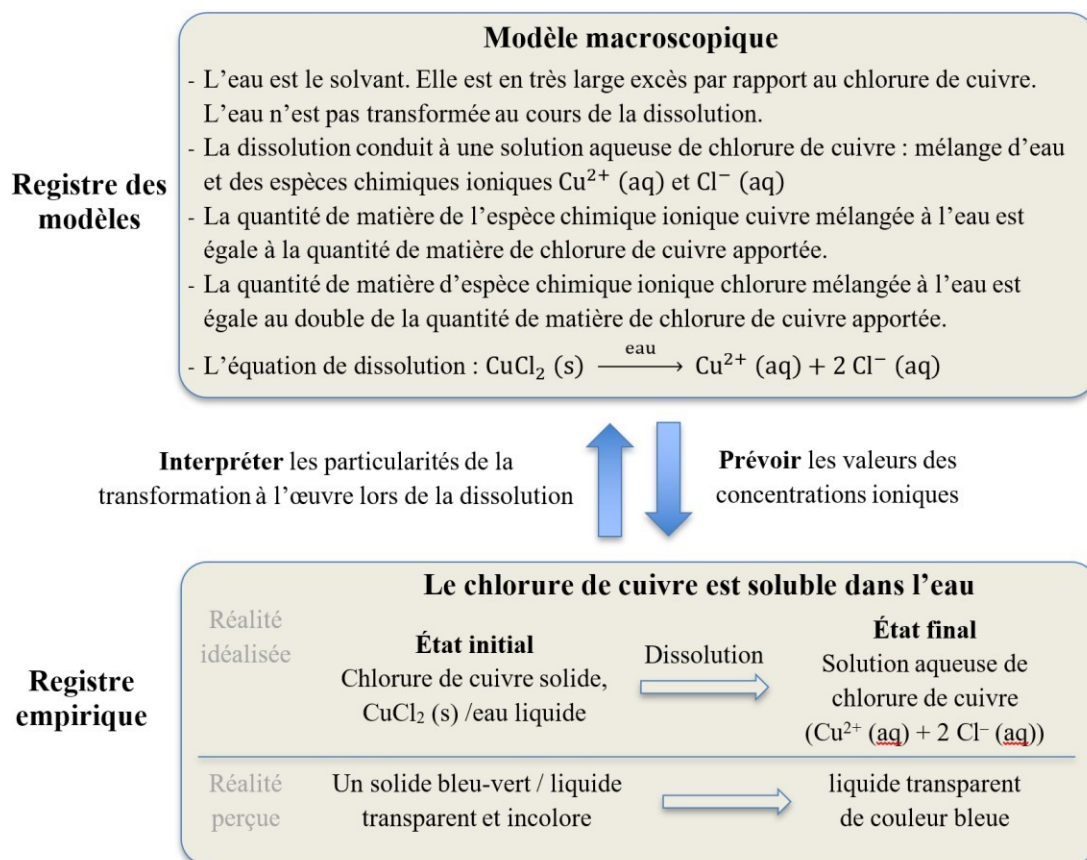 Modèle macroscopique
- L’eau est le solvant. Elle est en très large excès par rapport au chlorure de cuivre.
L’eau n’est pas transformée au cours de la dissolution.
- La dissolution conduit à une solution aqueuse de chlorure de cuivre : mélange d’eau
et des espèces chimiques ioniques Cu²⁺ (aq) et Cl⁻ (aq)
- La quantité de matière de l’espèce chimique ionique cuivre mélangée à l’eau est
égale à la quantité de matière de chlorure de cuivre apportée.
- La quantité de matière d’espèce chimique ionique chlorure mélangée à l’eau est
égale au double de la quantité de matière de chlorure de cuivre apportée.
eau
- L’équation de dissolution : CuCl₂ (s) ⟶ Cu²⁺ (aq) + 2 Cl⁻ (aq)
Registre des
modèles
Interpréter les particularités de la
transformation à l’œuvre lors de la dissolution
Prévoir les valeurs des
concentrations ioniques
Registre
empirique
Le chlorure de cuivre est soluble dans l’eau
Réalité
idéalisée
État initial
Chlorure de cuivre solide,
CuCl₂ (s) /eau liquide
Dissolution
État final
Solution aqueuse de
chlorure de cuivre
(Cu²⁺ (aq) + 2 Cl⁻ (aq))
Réalité
perçue
Un solide bleu-vert / liquide
transparent et incolore
liquide transparent
de couleur bleue